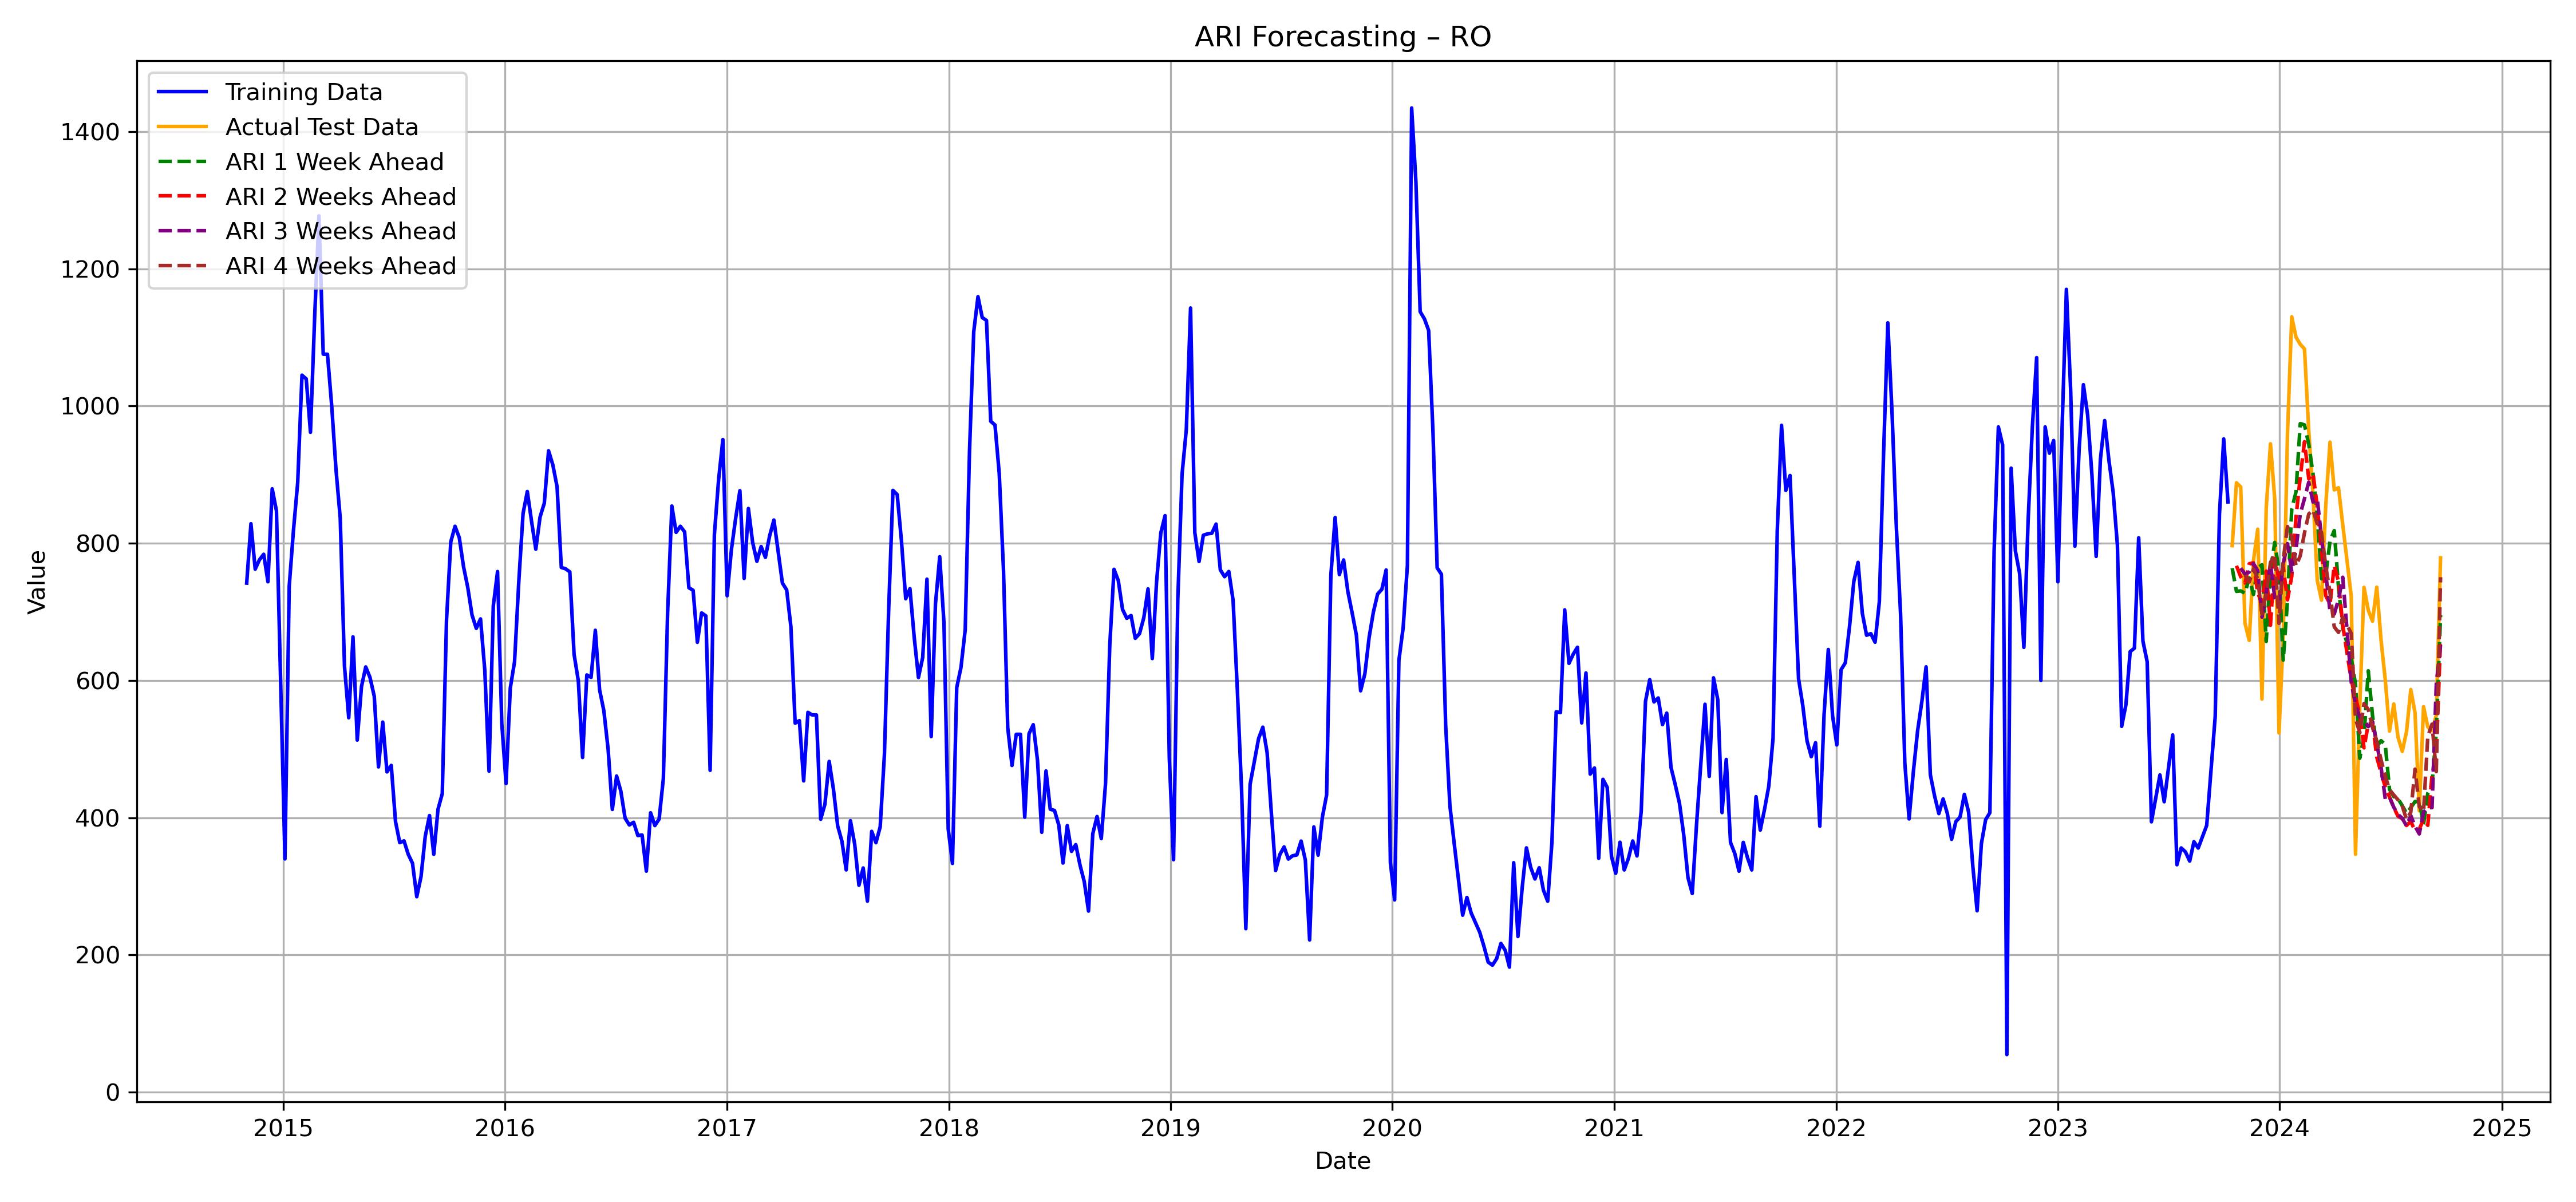 ARI Forecasting – RO
Training Data
Actual Test Data
ARI 1 Week Ahead
ARI 2 Weeks Ahead
ARI 3 Weeks Ahead
ARI 4 Weeks Ahead
1400
1200
1000
800
600
400
200
0
Value
2015 2016 2017 2018 2019 2020 2021 2022 2023 2024 2025
Date